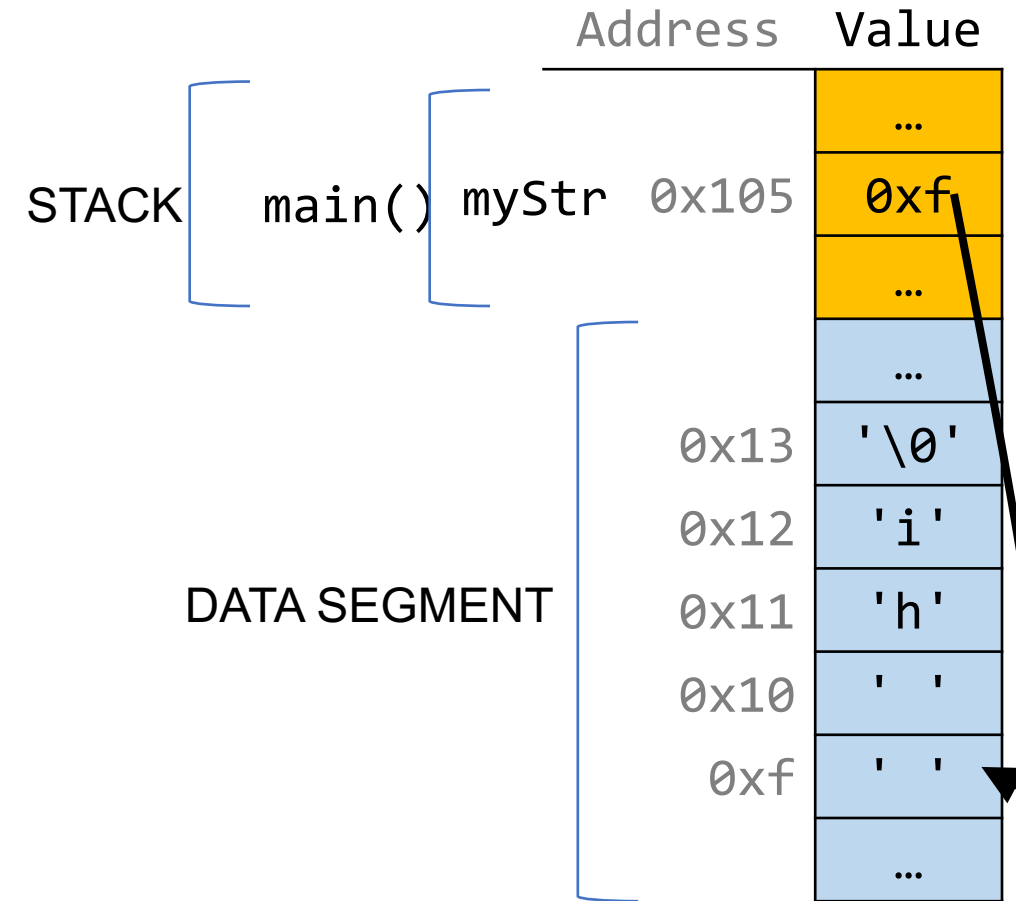 Address Value
…
STACK main() myStr 0x105 0xf
…
…
0x13 '\0'
0x12 'i'
DATA SEGMENT 0x11 'h'
0x10 ' '
0xf ' '
…